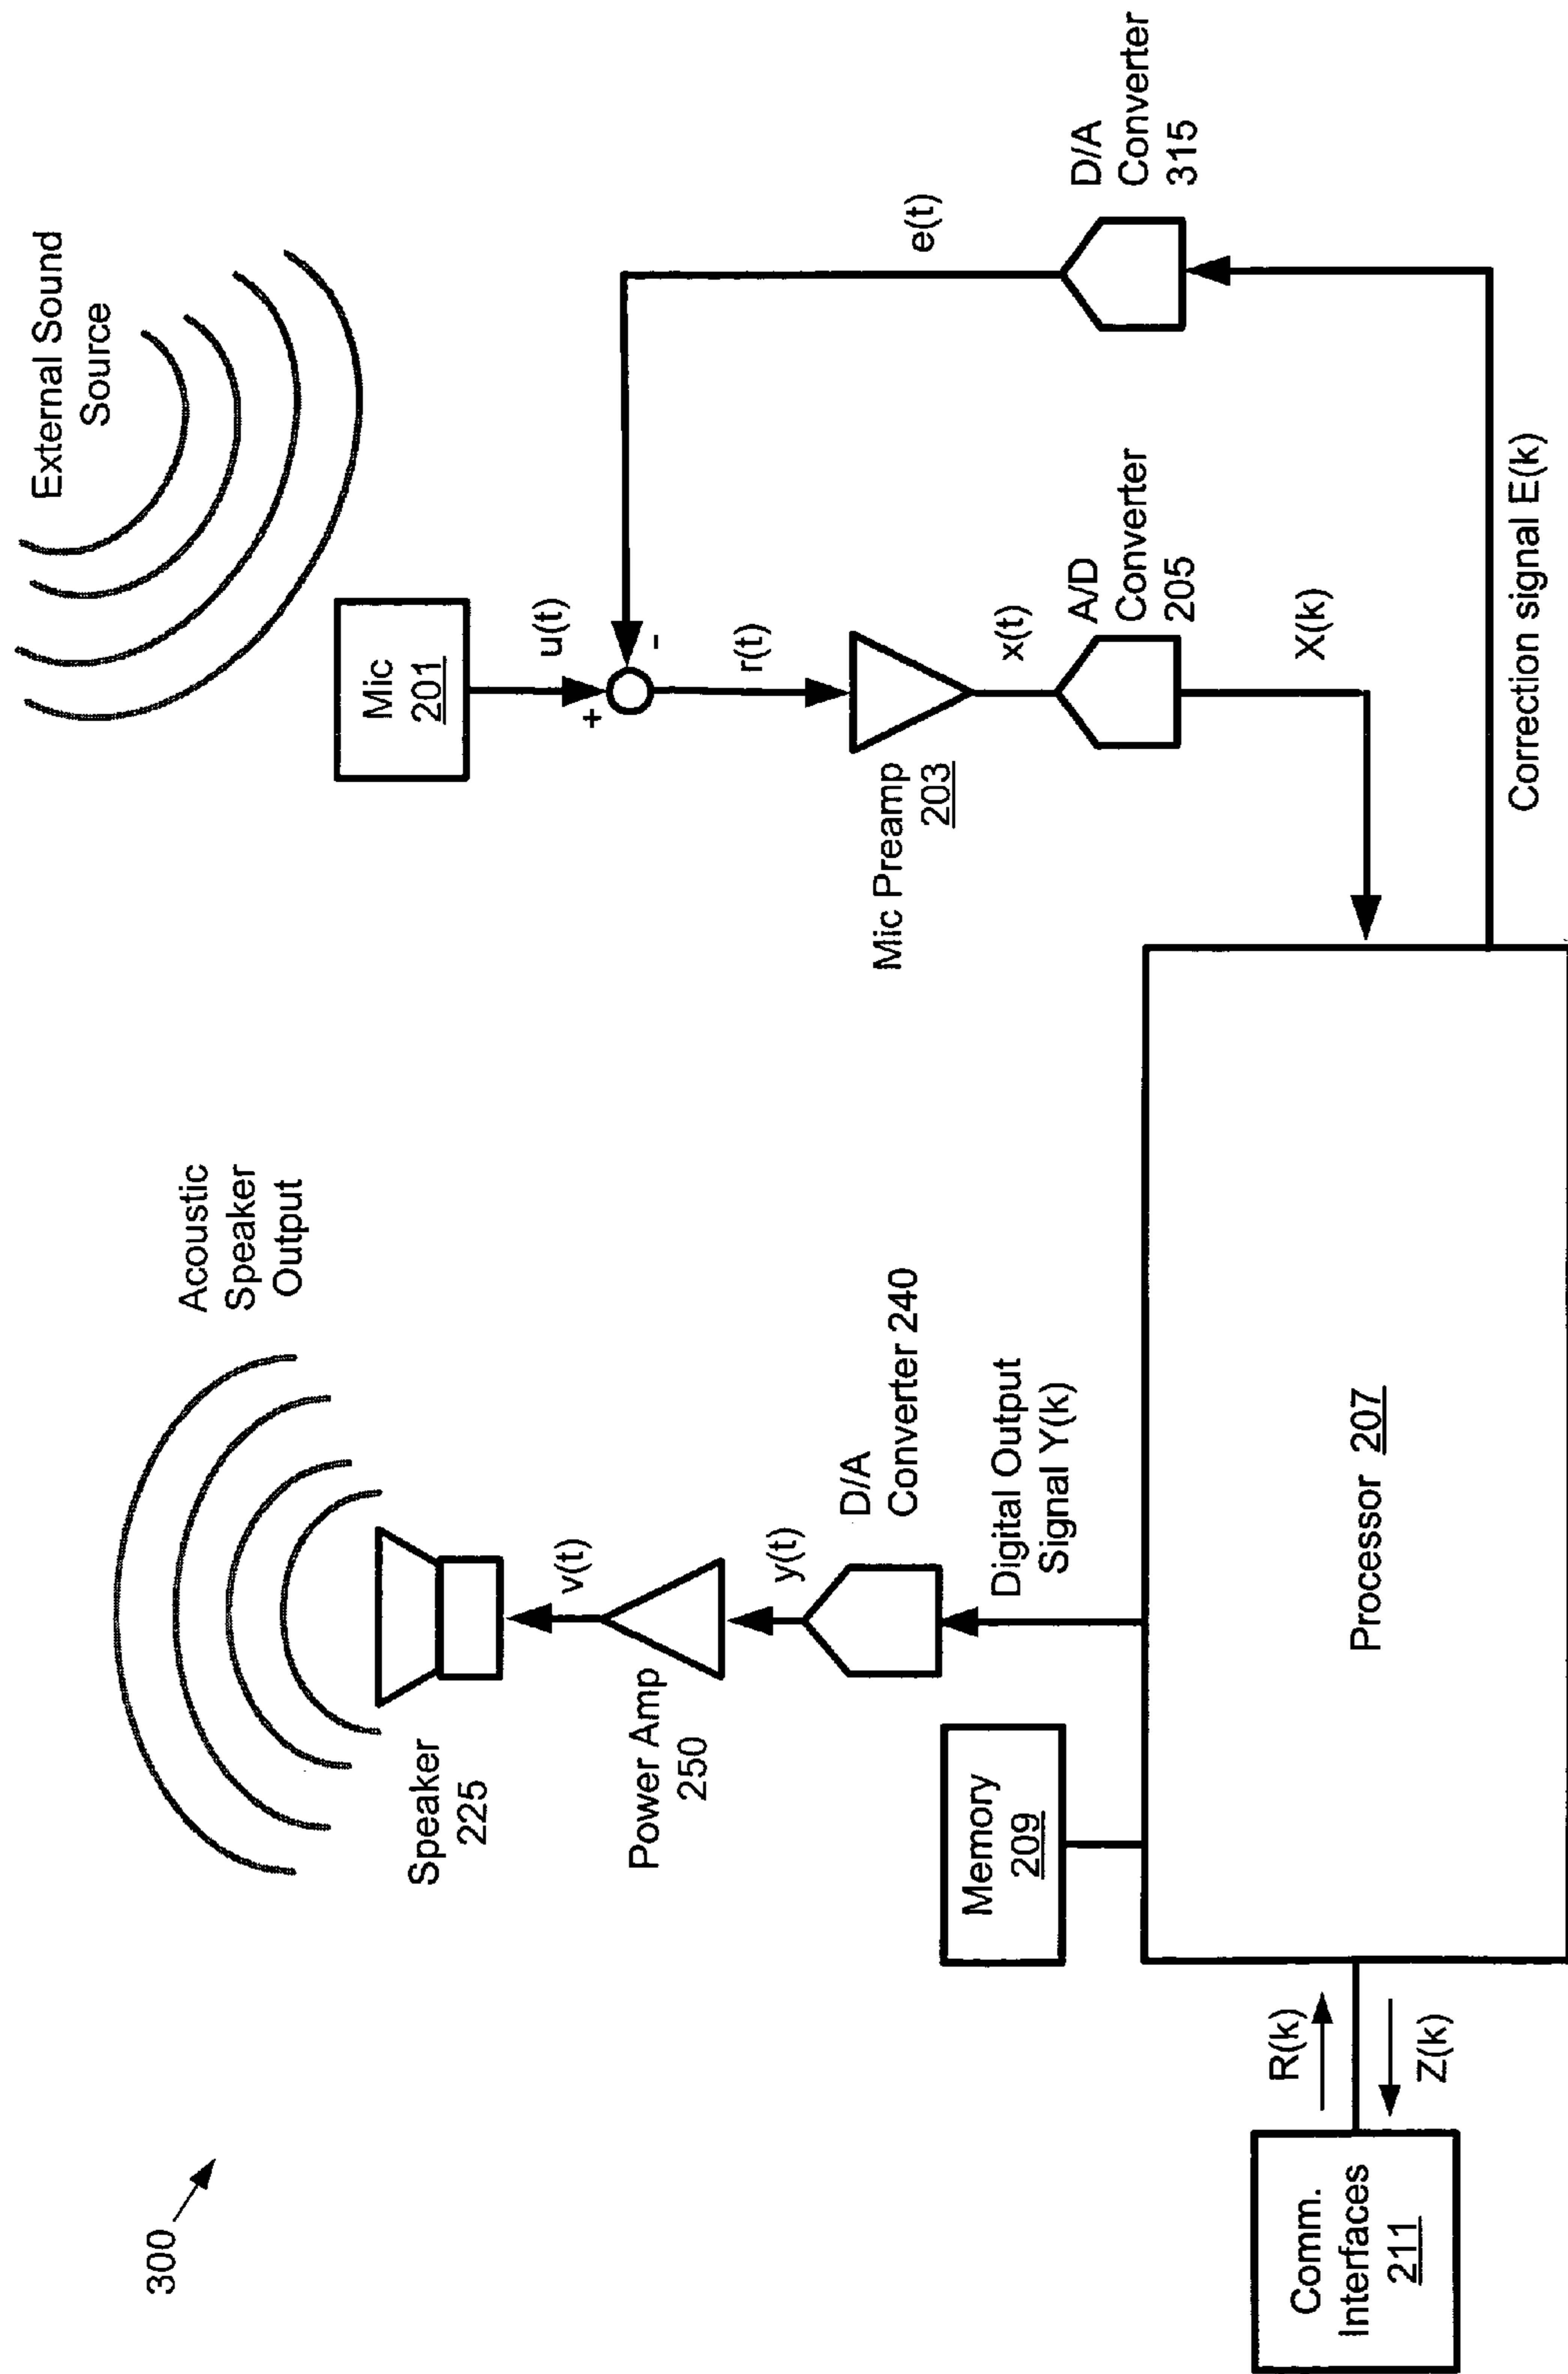 300
Acoustic
Speaker
Output
External Sound
Source
Speaker
225
v(t)
Power Amp
250
y(t)
D/A
Converter 240
Digital Output
Signal Y(k)
Memory
209
Mic
201
u(t)
+
-
r(t)
Mic Preamp
203
x(t)
A/D
Converter
205
X(k)
e(t)
D/A
Converter
315
Comm.
Interfaces
211
R(k)
Z(k)
Processor 207
Correction signal E(k)